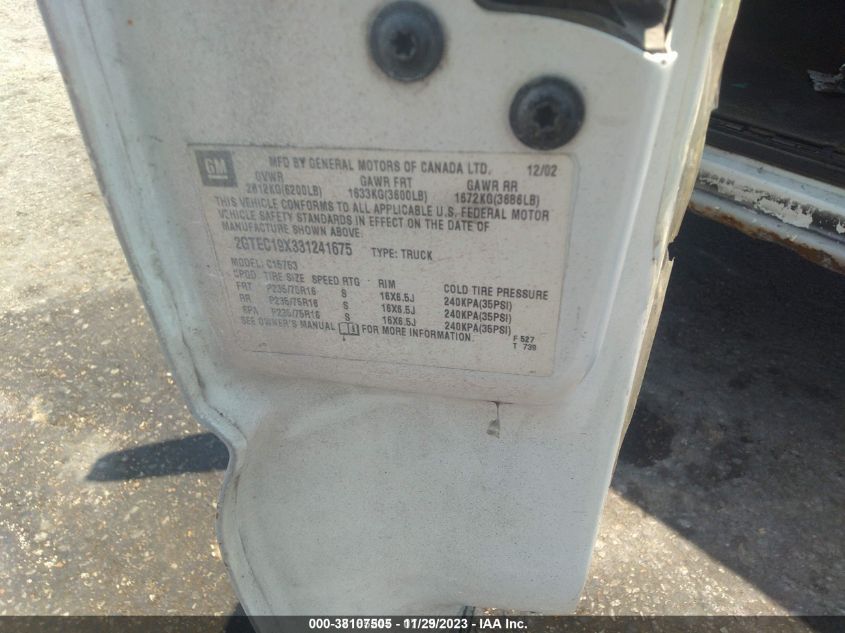 GM MFD BY GENERAL MOTORS OF CANADA LTD. 12/02
GVWR GAWR FRT GAWR RR
2812KG(6200LB) 1633KG(3600LB) 1672KG(3686LB)
THIS VEHICLE CONFORMS TO ALL APPLICABLE U.S. FEDERAL MOTOR
VEHICLE SAFETY STANDARDS IN EFFECT ON THE DATE OF
MANUFACTURE SHOWN ABOVE.
2GTEC19X331241675 TYPE: TRUCK
MODEL: C15753
SPOD TIRE SIZE SPEED RTG RIM COLD TIRE PRESSURE
FRT P235/75R16 S 16X6.5J 240KPA(35PSI)
RR P235/75R16 S 16X6.5J 240KPA(35PSI)
SPA P235/75R16 S 16X6.5J 240KPA(35PSI)
SEE OWNER'S MANUAL FOR MORE INFORMATION.
F 527
T 739
000-38107505 - 11/29/2023 - IAA Inc.